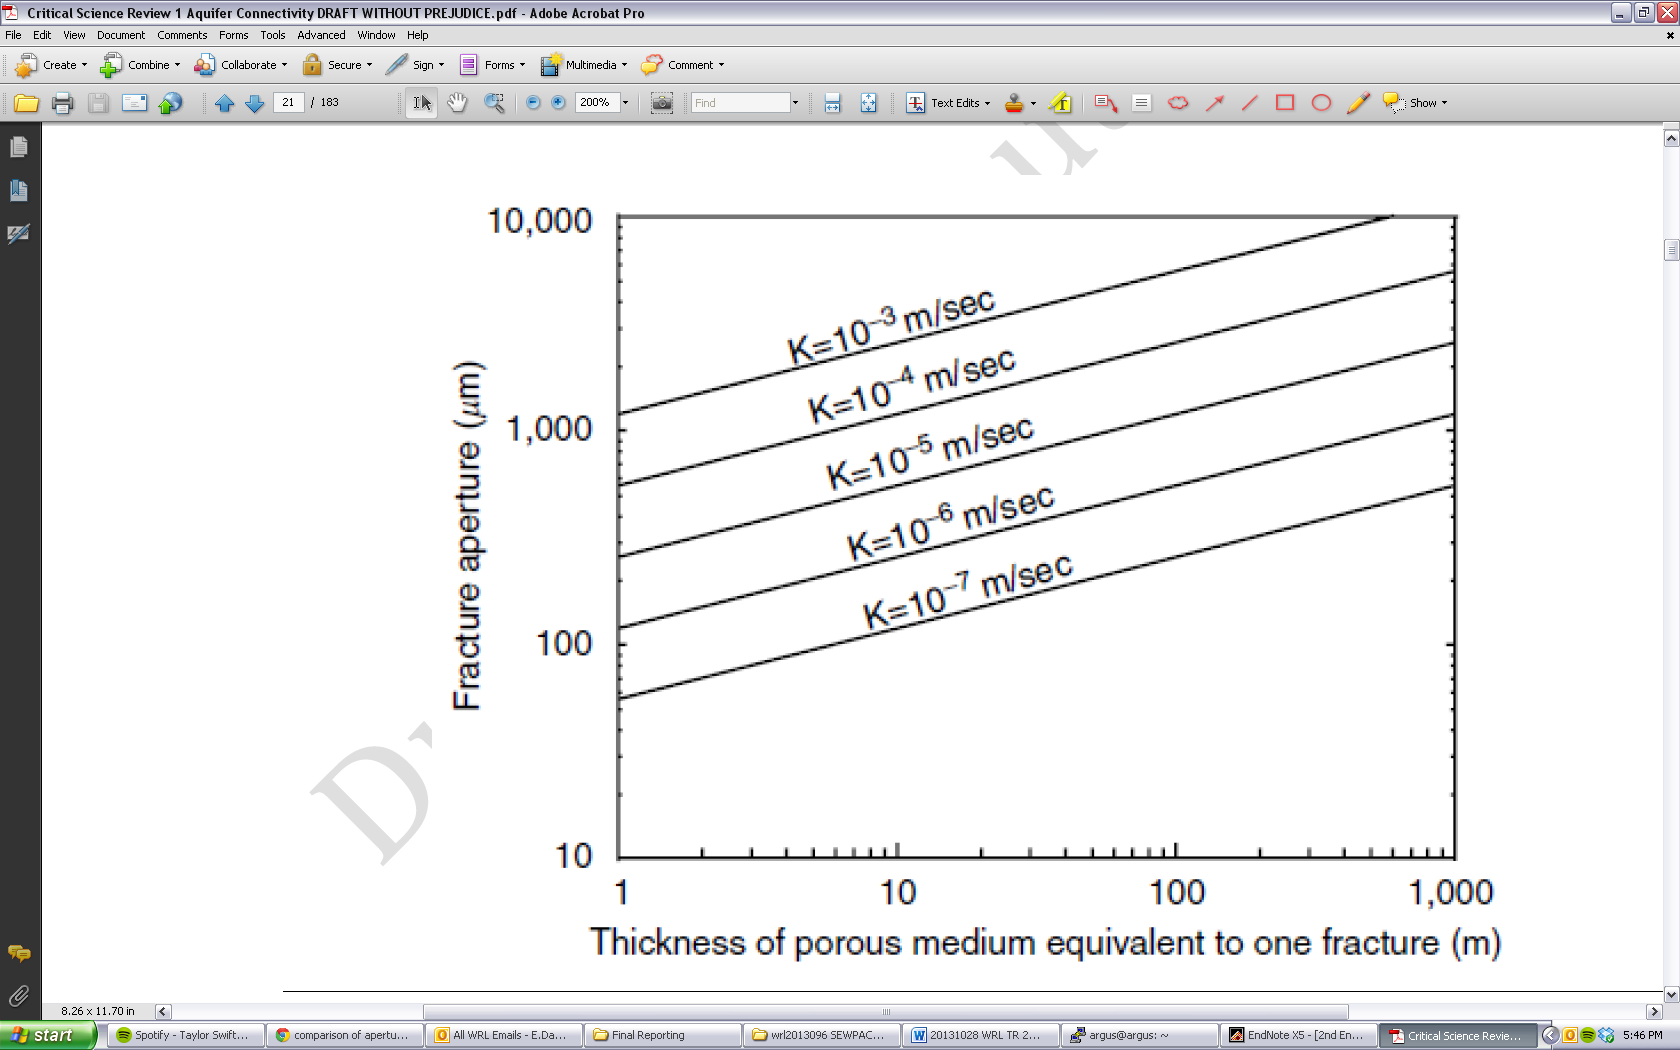 Critical Science Review 1 Aquifer Connectivity DRAFT WITHOUT PREJUDICE.pdf - Adobe Acrobat Pro
File Edit View Document Comments Forms Tools Advanced Window Help
Create Combine Collaborate Secure Sign Forms Multimedia Comment
21 / 183 200% Find Text Edits Show
10,000
1,000
100
10
Fracture aperture (μm)
K=10⁻³ m/sec
K=10⁻⁴ m/sec
K=10⁻⁵ m/sec
K=10⁻⁶ m/sec
K=10⁻⁷ m/sec
1 10 100 1,000
Thickness of porous medium equivalent to one fracture (m)
8.26 x 11.70 in
start Spotify - Taylor Swift... comparison of apertu... All WRL Emails - E.Da... Final Reporting wrl2013096 SEWPAC... 20131028 WRL TR 2... argus@argus: ~ EndNote X5 - [2nd En... Critical Science Revie... 5:46 PM